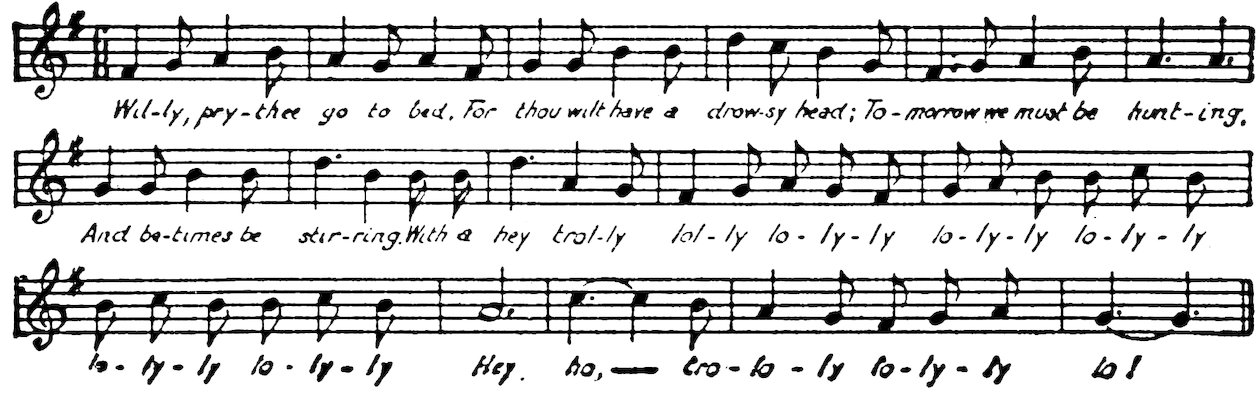 Wil-ly, pry-thee go to bed, For thou wilt have a drow-sy head; To-morrow we must be hunt-ing,
And be-times be stir-ring. With a hey trol-ly lol-ly lo-ly-ly lo-ly-ly lo-ly-ly
lo-ly-ly lo-ly-ly Hey, ho,— tro-lo-ly lo-ly-ly lo!